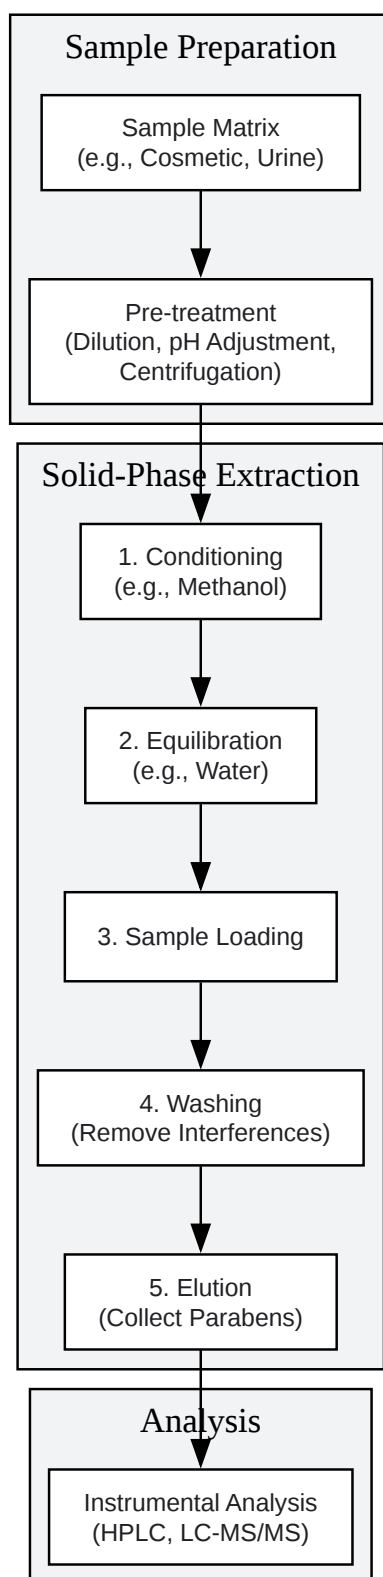 Sample Preparation
Sample Matrix
(e.g., Cosmetic, Urine)
Pre-treatment
(Dilution, pH Adjustment,
Centrifugation)
Solid-Phase Extraction
1. Conditioning
(e.g., Methanol)
2. Equilibration
(e.g., Water)
3. Sample Loading
4. Washing
(Remove Interferences)
5. Elution
(Collect Parabens)
Analysis
Instrumental Analysis
(HPLC, LC-MS/MS)